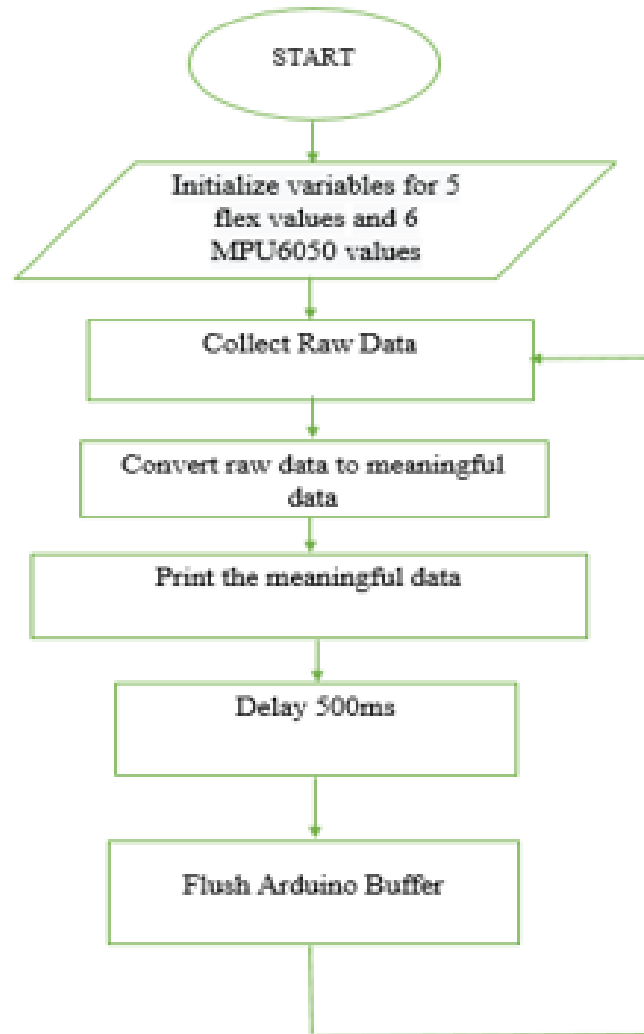 START
Initialize variables for 5
flex values and 6
MPU6050 values
Collect Raw Data
Convert raw data to meaningful
data
Print the meaningful data
Delay 500ms
Flush Arduino Buffer